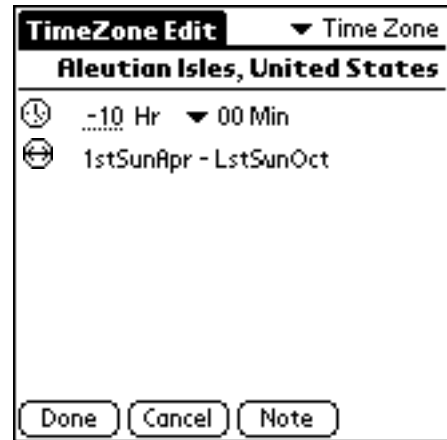 TimeZone Edit Time Zone
Aleutian Isles, United States
-10 Hr 00 Min
1stSunApr - LstSunOct
Done Cancel Note